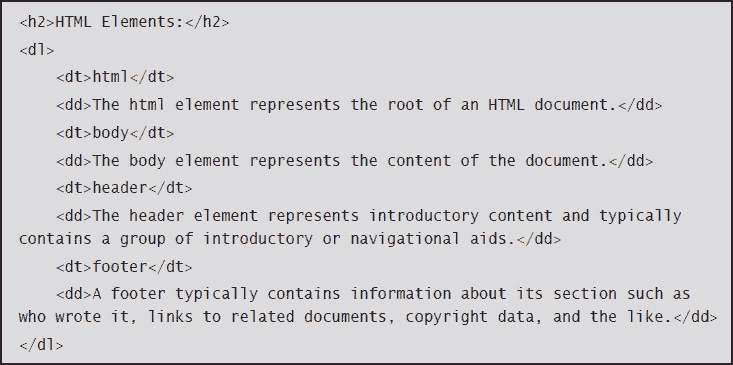 <h2>HTML Elements:</h2>
<dl>
    <dt>html</dt>
    <dd>The html element represents the root of an HTML document.</dd>
    <dt>body</dt>
    <dd>The body element represents the content of the document.</dd>
    <dt>header</dt>
    <dd>The header element represents introductory content and typically
contains a group of introductory or navigational aids.</dd>
    <dt>footer</dt>
    <dd>A footer typically contains information about its section such as
who wrote it, links to related documents, copyright data, and the like.</dd>
</dl>